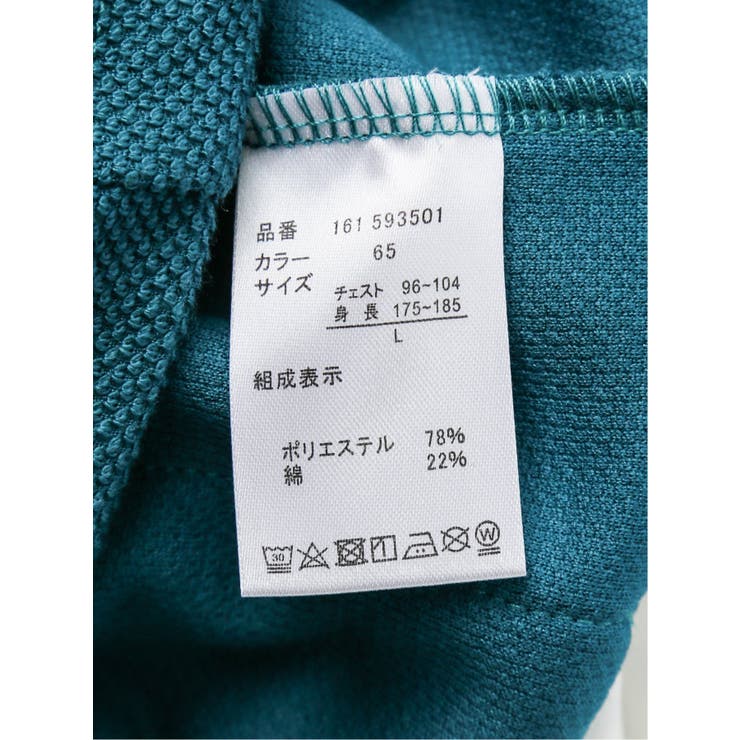 品番 161 593501
カラー 65
サイズ チェスト 96~104
身長 175~185
L
組成表示
ポリエステル 78%
綿 22%
30 W